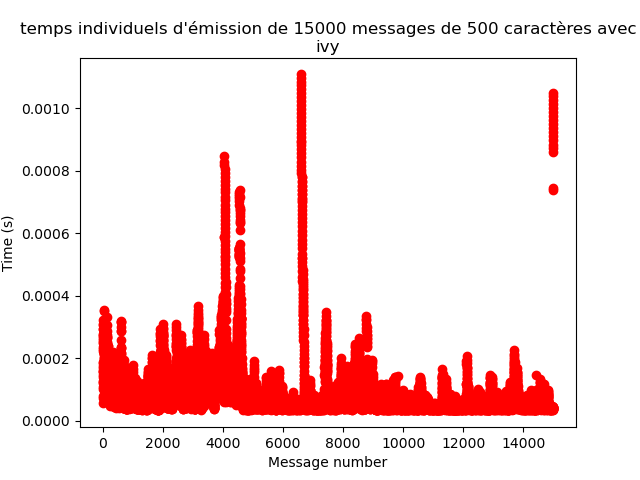 temps individuels d'émission de 15000 messages de 500 caractères avec
ivy
0.0010
0.0008
0.0006
0.0004
0.0002
0.0000
Time (s)
0 2000 4000 6000 8000 10000 12000 14000
Message number